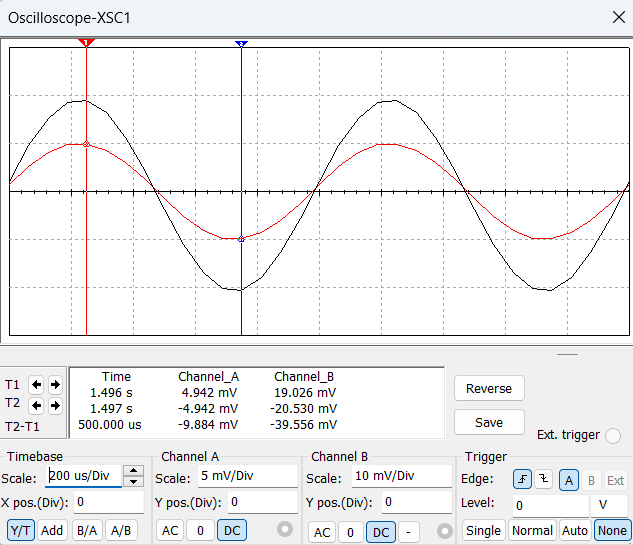 Oscilloscope-XSC1
1
2
Time Channel_A Channel_B
T1 1.496 s 4.942 mV 19.026 mV
T2 1.497 s -4.942 mV -20.530 mV
T2-T1 500.000 us -9.884 mV -39.556 mV
Reverse
Save
Ext. trigger
Timebase
Scale: 200 us/Div
X pos.(Div): 0
Y/T Add B/A A/B
Channel A
Scale: 5 mV/Div
Y pos.(Div): 0
AC 0 DC
Channel B
Scale: 10 mV/Div
Y pos.(Div): 0
AC 0 DC -
Trigger
Edge: A B Ext
Level: 0 V
Single Normal Auto None